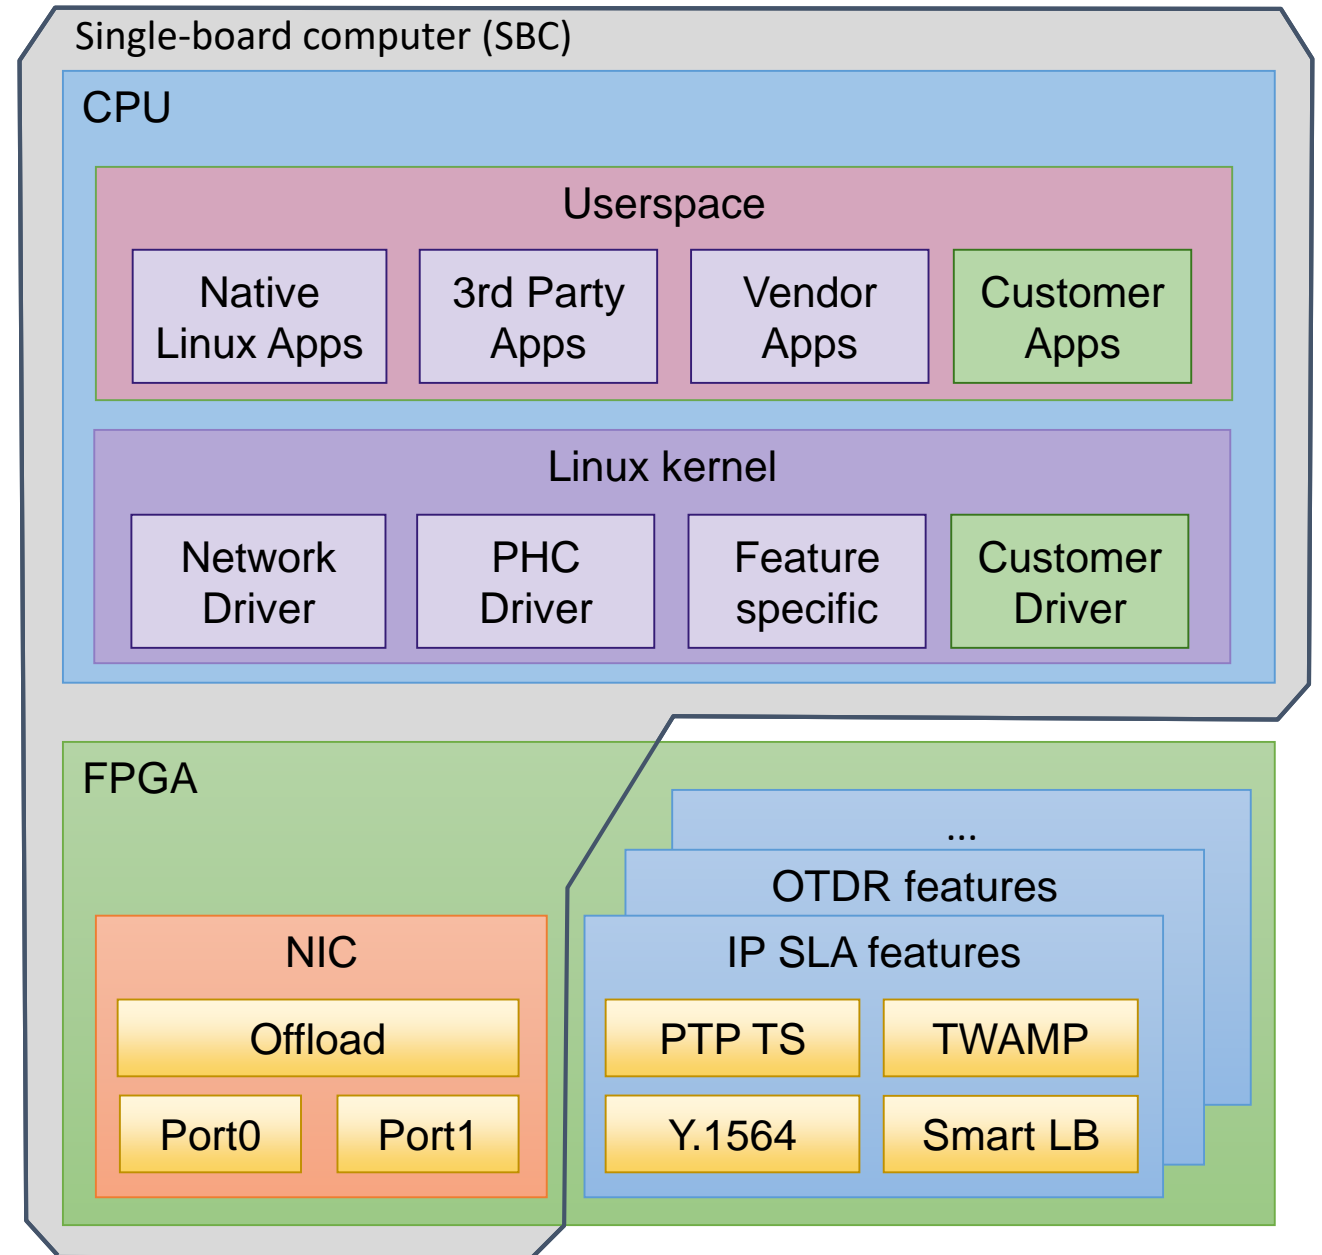 Single-board computer (SBC)
CPU
Userspace
Native
Linux Apps
3rd Party
Apps
Vendor
Apps
Customer
Apps
Linux kernel
Network
Driver
PHC
Driver
Feature
specific
Customer
Driver
FPGA
...
OTDR features
IP SLA features
NIC
Offload
Port0
Port1
PTP TS
TWAMP
Y.1564
Smart LB